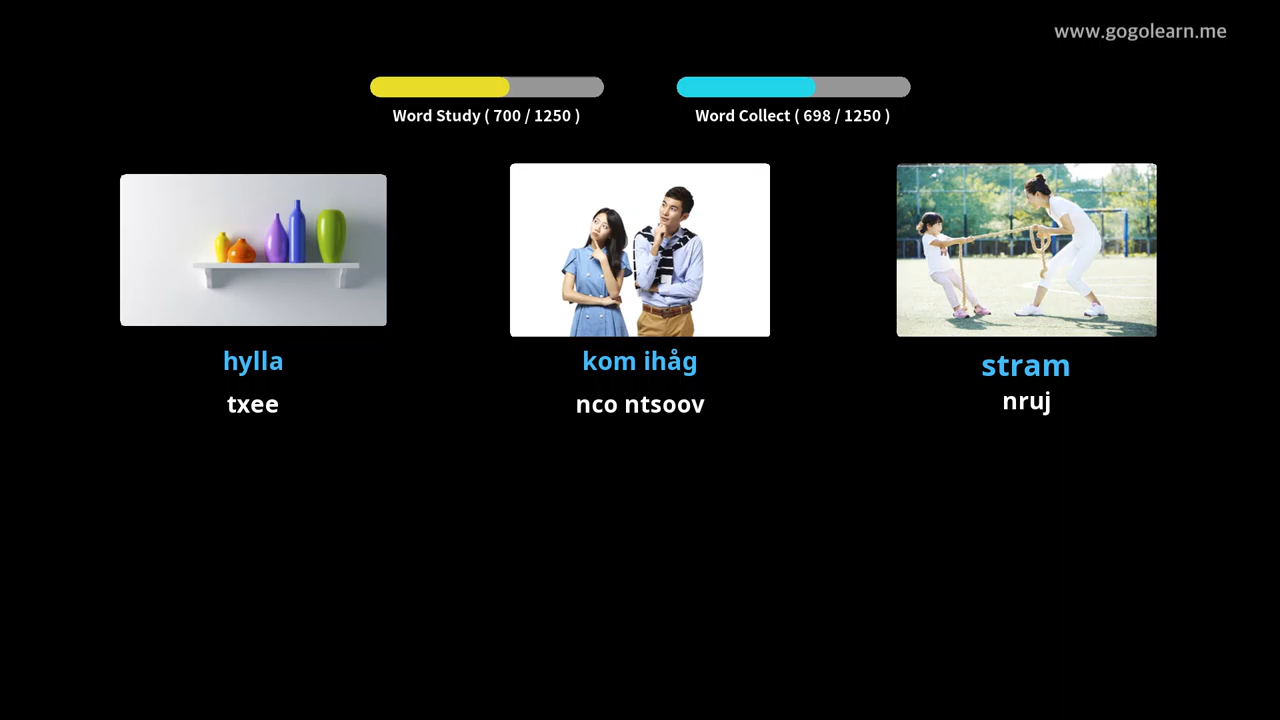 www.gogolearn.me
Word Study ( 700 / 1250 )
Word Collect ( 698 / 1250 )
hylla
txee
kom ihåg
nco ntsoov
stram
nruj